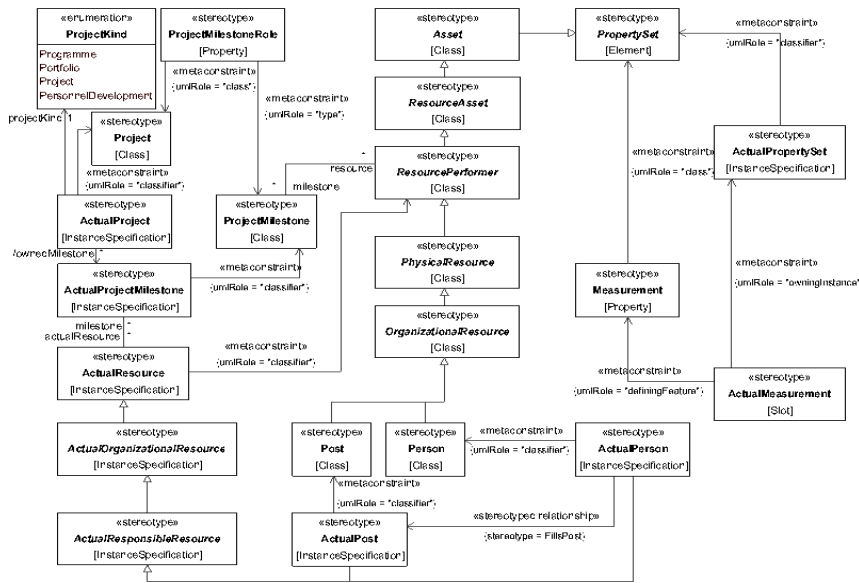 «enumeration»
ProjectKind
Programme
Portfolio
Project
PersonnelDevelopment
«stereotype»
ProjectMilestoneRole
[Property]
«stereotype»
Asset
[Class]
«stereotype»
PropertySet
[Element]
«metaconstraint»
{umlRole = "class"}
«metaconstraint»
{umlRole = "type"}
«metaconstraint»
{umlRole = "classifier"}
«stereotype»
ResourceAsset
[Class]
projectKind 1
«stereotype»
Project
[Class]
«metaconstraint»
{umlRole = "classifier"}
«stereotype»
ActualPropertySet
[InstanceSpecification]
«metaconstraint»
{umlRole = "class"}
*
resource
«stereotype»
ResourcePerformer
[Class]
*
milestone
«stereotype»
ActualProject
[InstanceSpecification]
«stereotype»
ProjectMilestone
[Class]
/ownedMilestone *
«stereotype»
PhysicalResource
[Class]
«stereotype»
ActualProjectMilestone
[InstanceSpecification]
«metaconstraint»
{umlRole = "classifier"}
«stereotype»
Measurement
[Property]
«metaconstraint»
{umlRole = "owningInstance"
«stereotype»
OrganizationalResource
[Class]
milestone *
actualResource *
«stereotype»
ActualResource
[InstanceSpecification]
«metaconstraint»
{umlRole = "classifier"}
«metaconstraint»
{umlRole = "definingFeature"}
«stereotype»
ActualMeasurement
[Slot]
«stereotype»
ActualOrganizationalResource
[InstanceSpecification]
«stereotype»
Post
[Class]
«stereotype»
Person
[Class]
«metaconstraint»
{umlRole = "classifier"}
«stereotype»
ActualPerson
[InstanceSpecification]
«metaconstraint»
{umlRole = "classifier"}
«stereotype»
ActualResponsibleResource
[InstanceSpecification]
«stereotype»
ActualPost
[InstanceSpecification]
«stereotyped relationship»
{stereotype = FillsPost}